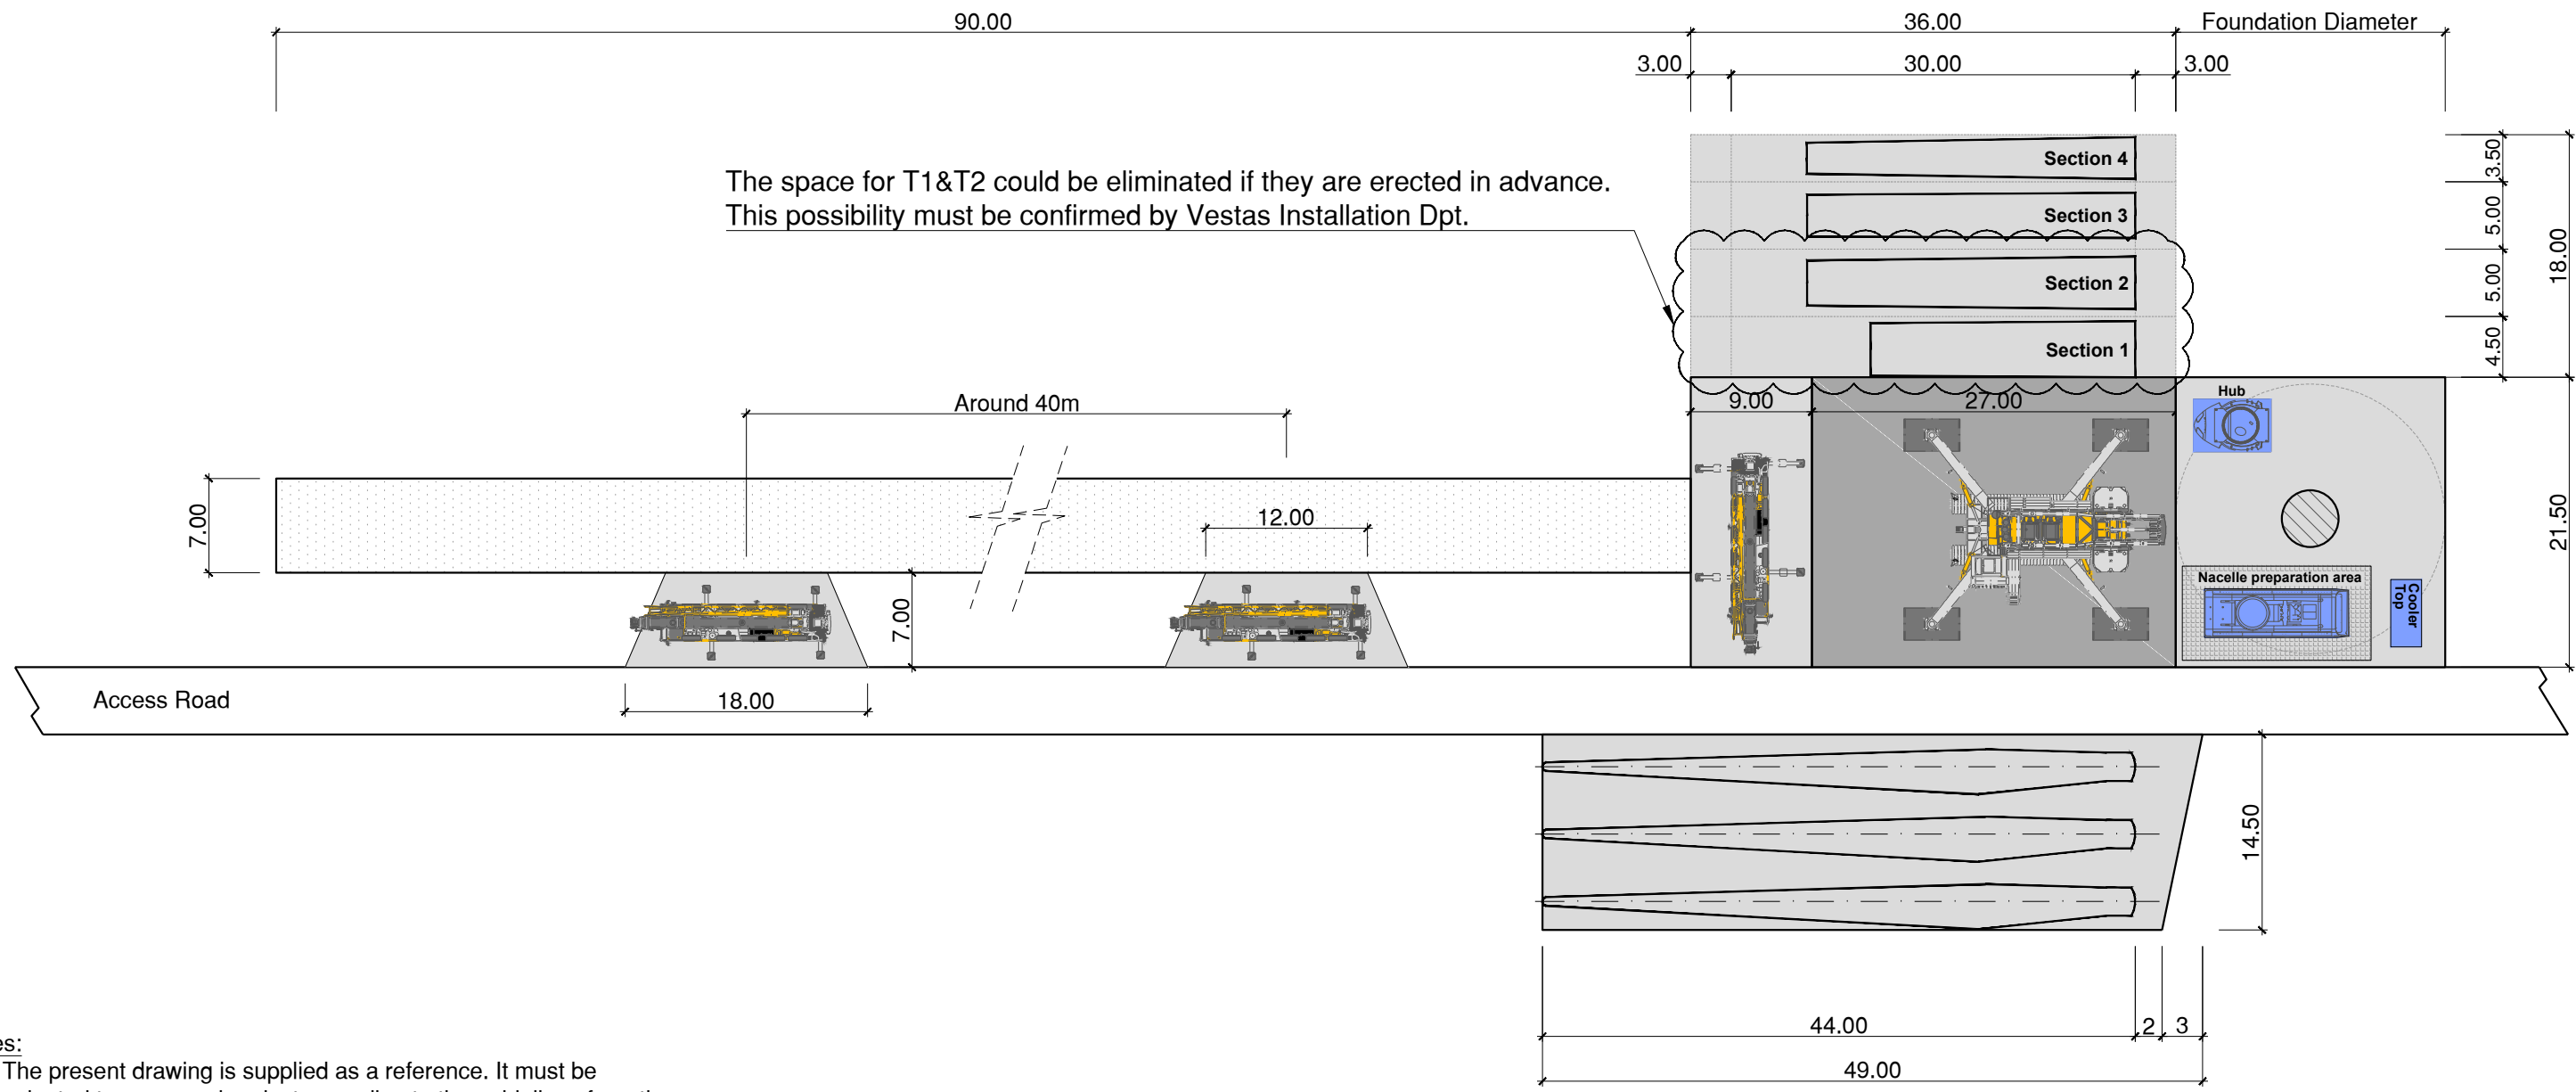 90.00
36.00
Foundation Diameter
3.00
30.00
3.00
The space for T1&T2 could be eliminated if they are erected in advance.
This possibility must be confirmed by Vestas Installation Dpt.
Section 4
Section 3
Section 2
Section 1
3.50
5.00
5.00
4.50
18.00
Around 40m
9.00
27.00
Hub
7.00
12.00
21.50
Nacelle preparation area
Cooler
Top
7.00
Access Road
18.00
14.50
44.00
2
3
49.00
es:
The present drawing is supplied as a reference. It must be